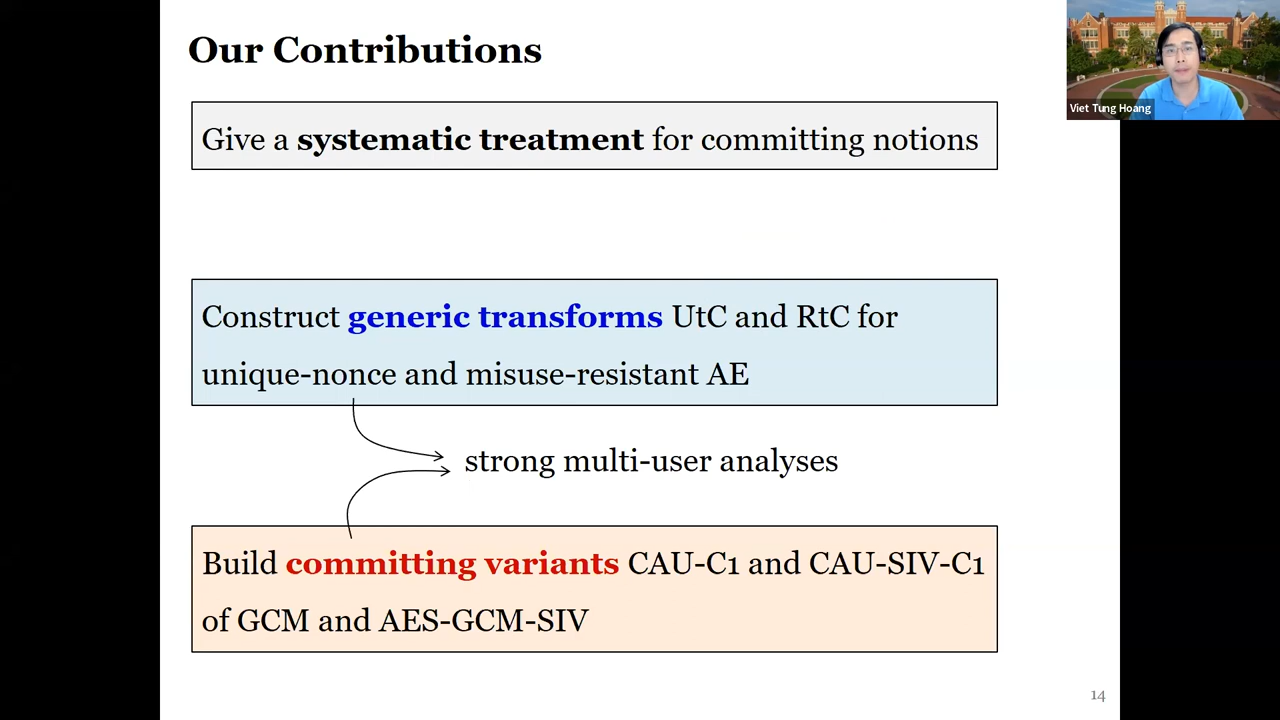 Our Contributions
Viet Tung Hoang
Give a systematic treatment for committing notions
Construct generic transforms UtC and RtC for
unique-nonce and misuse-resistant AE
strong multi-user analyses
Build committing variants CAU-C1 and CAU-SIV-C1
of GCM and AES-GCM-SIV
14